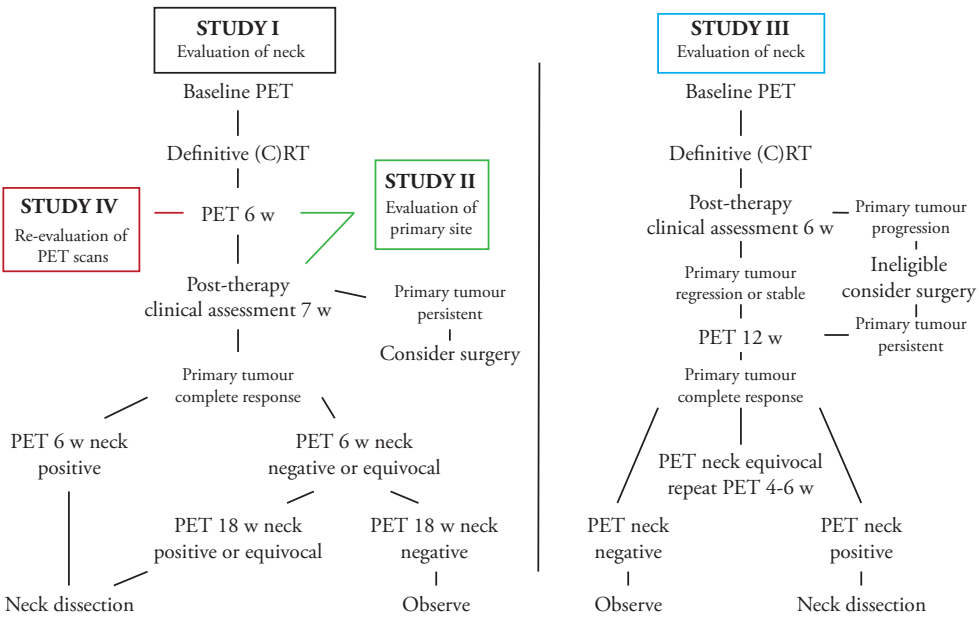 STUDY I
Evaluation of neck
Baseline PET
Definitive (C)RT
STUDY IV
Re-evaluation of
PET scans
PET 6 w
STUDY II
Evaluation of
primary site
Post-therapy
clinical assessment 7 w
Primary tumour
persistent
Consider surgery
Primary tumour
complete response
PET 6 w neck
positive
PET 6 w neck
negative or equivocal
PET 18 w neck
positive or equivocal
PET 18 w neck
negative
Neck dissection
Observe
STUDY III
Evaluation of neck
Baseline PET
Definitive (C)RT
Post-therapy
clinical assessment 6 w
Primary tumour
progression
Ineligible
consider surgery
Primary tumour
regression or stable
PET 12 w
Primary tumour
persistent
Primary tumour
complete response
PET neck equivocal
repeat PET 4-6 w
PET neck
negative
PET neck
positive
Observe
Neck dissection